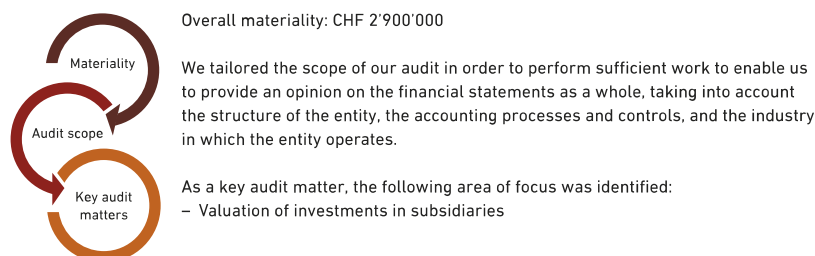 Materiality
Audit scope
Key audit
matters
Overall materiality: CHF 2’900’000
We tailored the scope of our audit in order to perform sufficient work to enable us
to provide an opinion on the financial statements as a whole, taking into account
the structure of the entity, the accounting processes and controls, and the industry
in which the entity operates.
As a key audit matter, the following area of focus was identified:
– Valuation of investments in subsidiaries